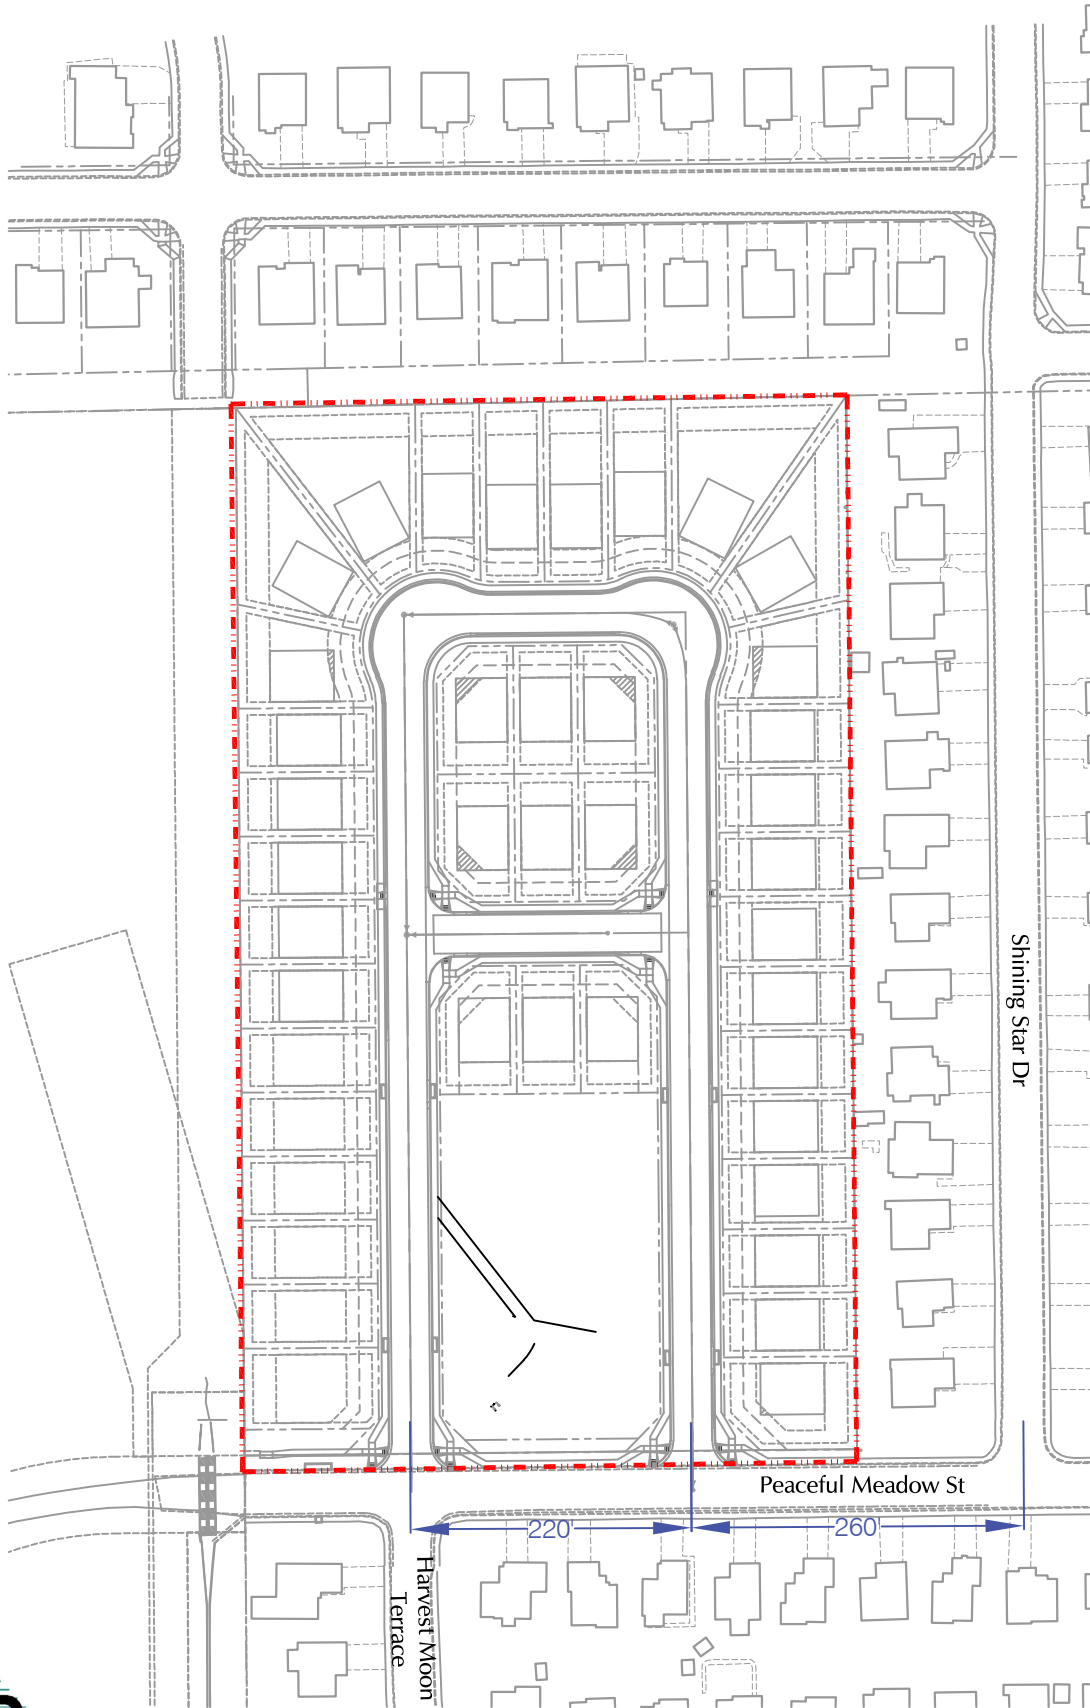 Shining Star Dr
Peaceful Meadow St
220'
260'
Harvest Moon
Terrace